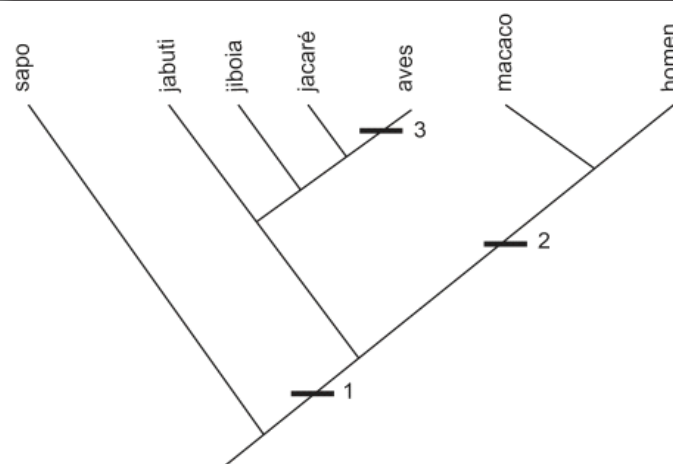 sapo
jabuti
jiboia
jacaré
aves
macaco
homen
3
2
1